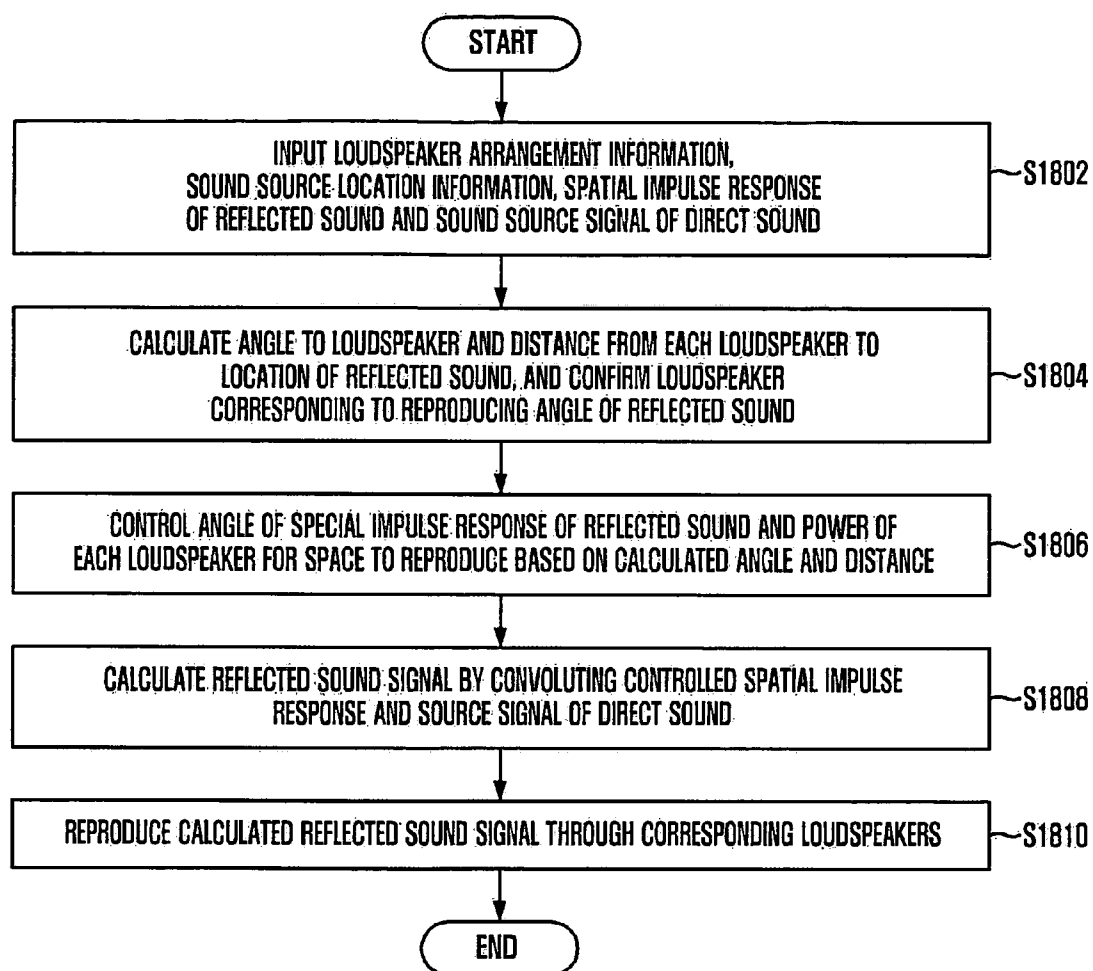 START
INPUT LOUDSPEAKER ARRANGEMENT INFORMATION,
SOUND SOURCE LOCATION INFORMATION, SPATIAL IMPULSE RESPONSE
OF REFLECTED SOUND AND SOUND SOURCE SIGNAL OF DIRECT SOUND
S1802
CALCULATE ANGLE TO LOUDSPEAKER AND DISTANCE FROM EACH LOUDSPEAKER TO
LOCATION OF REFLECTED SOUND, AND CONFIRM LOUDSPEAKER
CORRESPONDING TO REPRODUCING ANGLE OF REFLECTED SOUND
S1804
CONTROL ANGLE OF SPECIAL IMPULSE RESPONSE OF REFLECTED SOUND AND POWER OF
EACH LOUDSPEAKER FOR SPACE TO REPRODUCE BASED ON CALCULATED ANGLE AND DISTANCE
S1806
CALCULATE REFLECTED SOUND SIGNAL BY CONVOLUTING CONTROLLED SPATIAL IMPULSE
RESPONSE AND SOURCE SIGNAL OF DIRECT SOUND
S1808
REPRODUCE CALCULATED REFLECTED SOUND SIGNAL THROUGH CORRESPONDING LOUDSPEAKERS
S1810
END